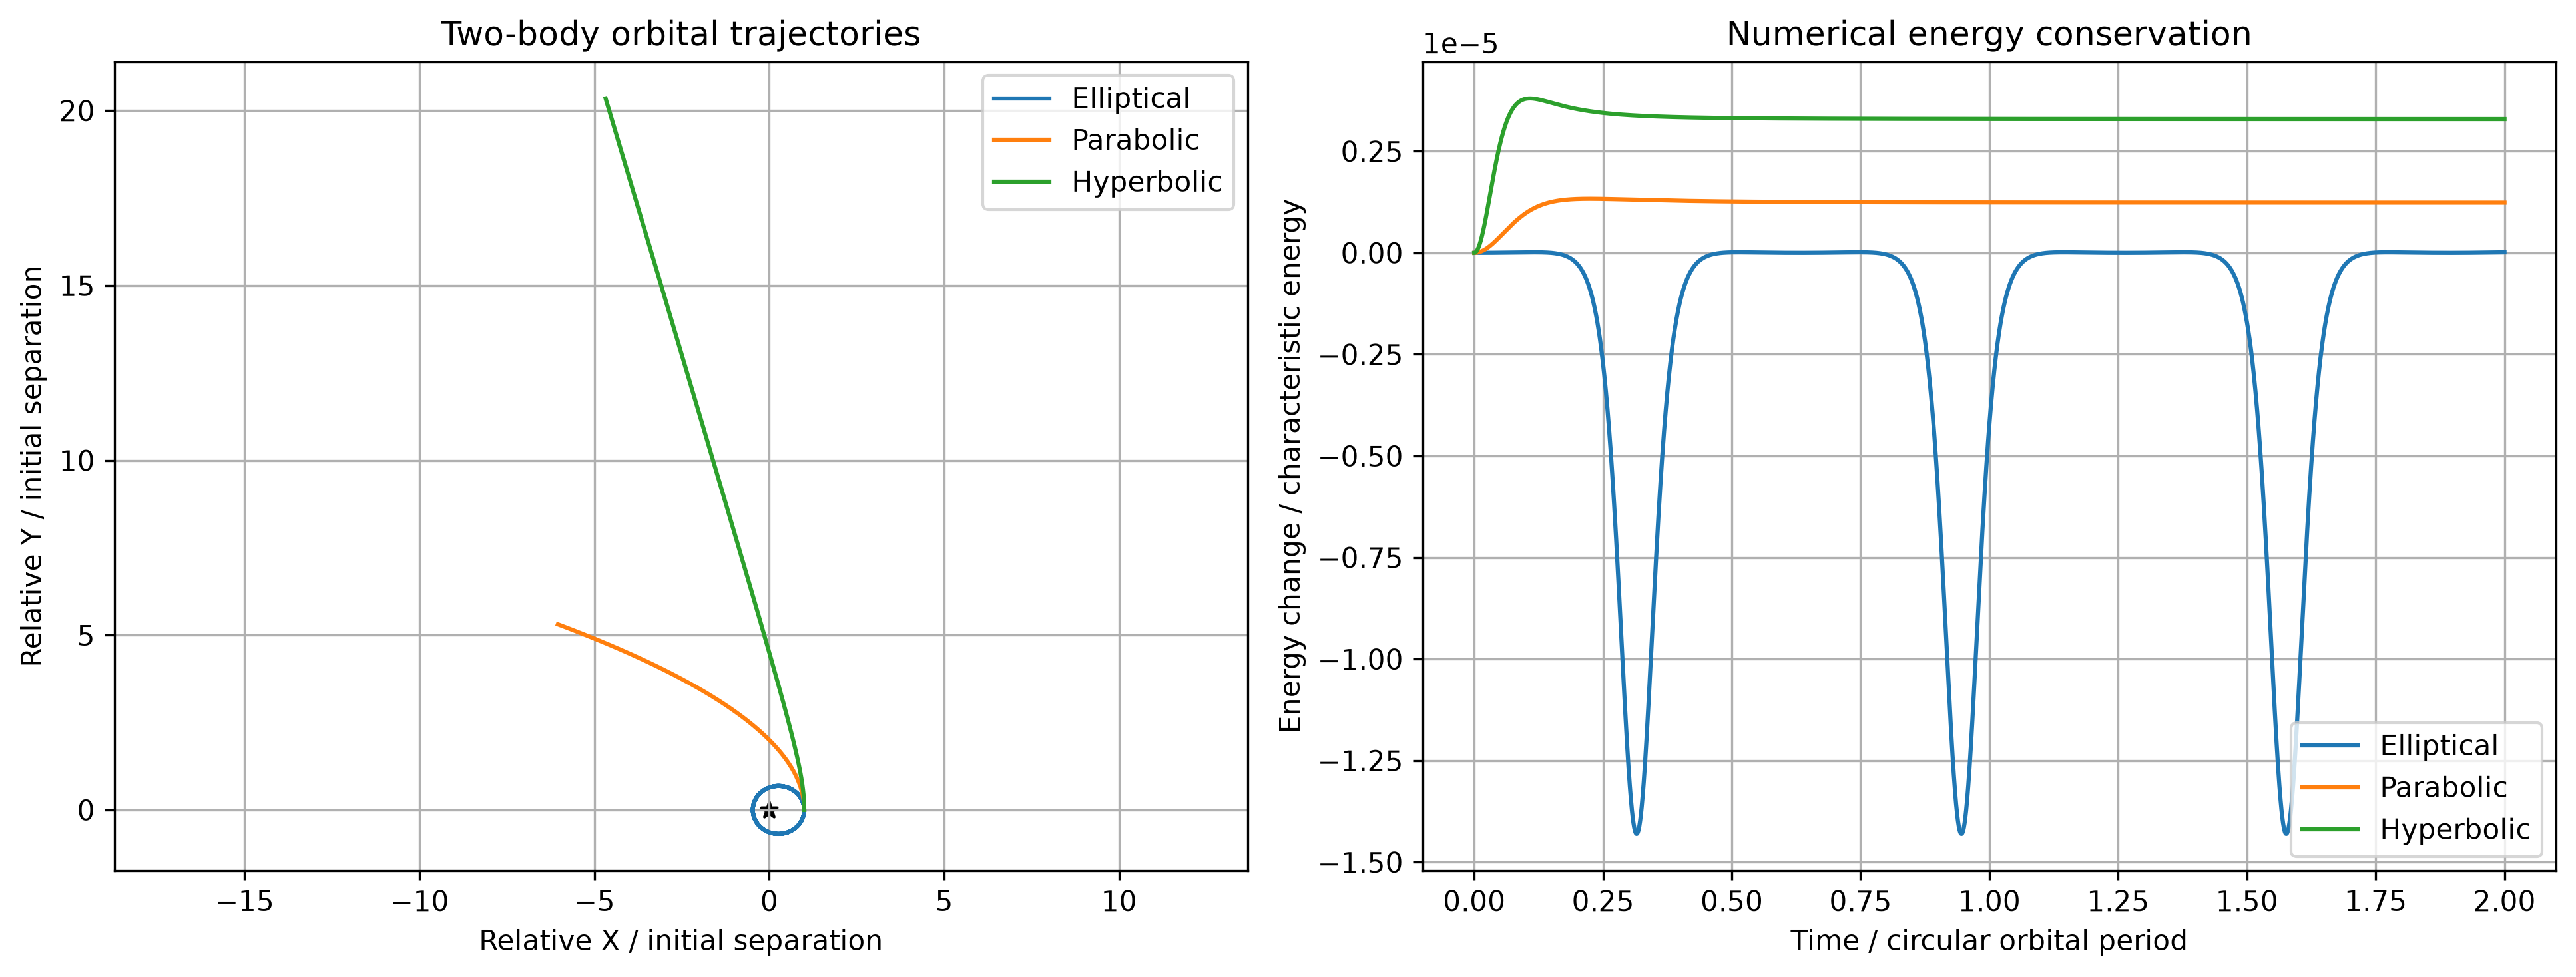 Two-body orbital trajectories
Relative Y / initial separation
20
15
10
5
0
−15
−10
−5
0
5
10
Relative X / initial separation
Elliptical
Parabolic
Hyperbolic
Numerical energy conservation
1e−5
Energy change / characteristic energy
0.25
0.00
−0.25
−0.50
−0.75
−1.00
−1.25
−1.50
0.00
0.25
0.50
0.75
1.00
1.25
1.50
1.75
2.00
Time / circular orbital period
Elliptical
Parabolic
Hyperbolic